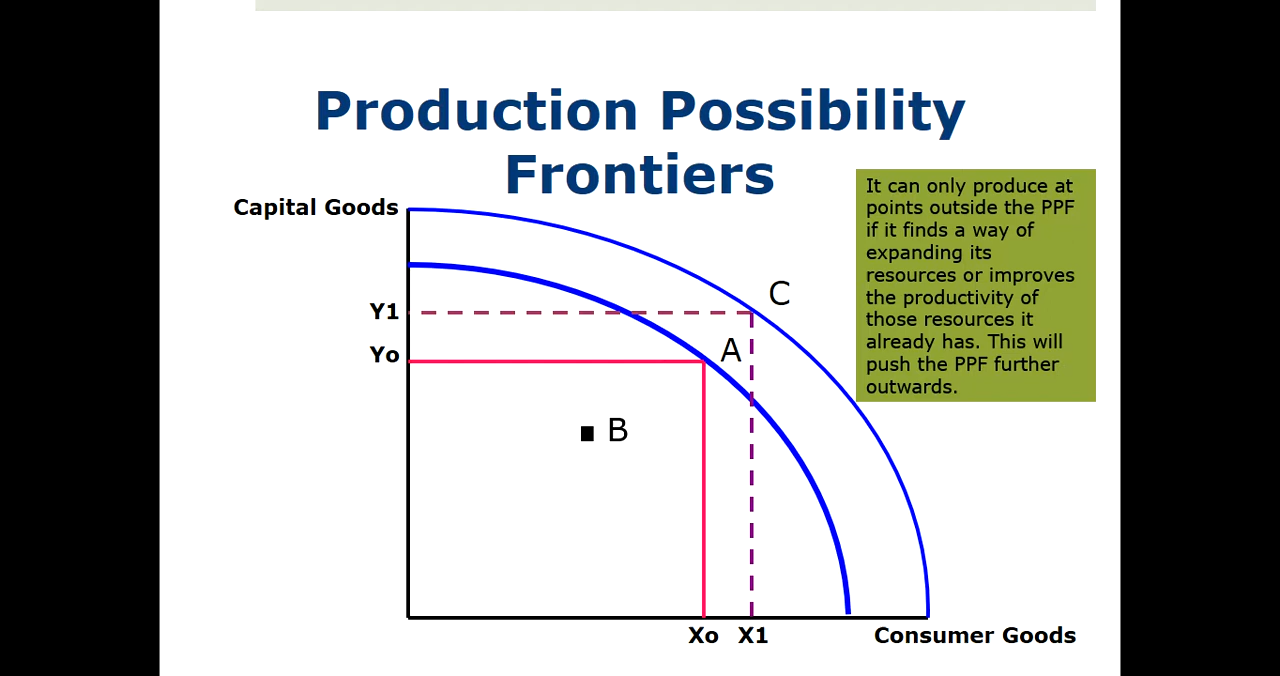 Production Possibility
Frontiers
Capital Goods
It can only produce at
points outside the PPF
if it finds a way of
expanding its
resources or improves
the productivity of
those resources it
already has. This will
push the PPF further
outwards.
C
Y1
A
Yo
B
Xo
X1
Consumer Goods